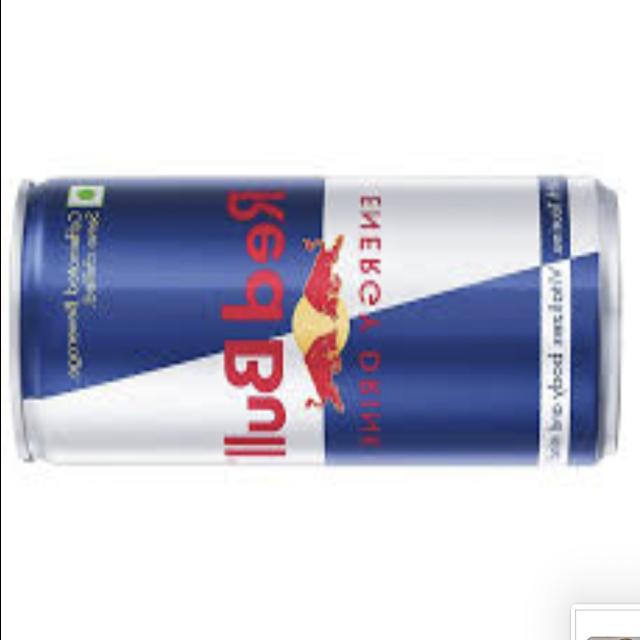 Red Bull
ENERGY DRINK
Vitalizes body and mind.
Serve chilled.
Caffeinated Beverage